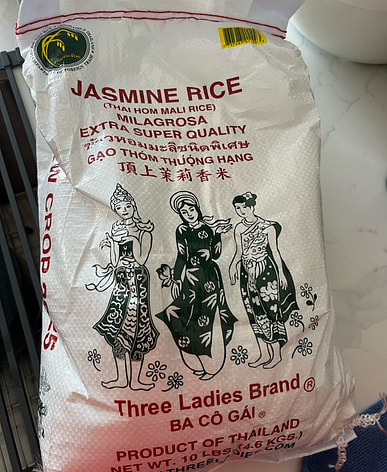 JASMINE RICE
(THAI HOM MALI RICE)
MILAGROSA
EXTRA SUPER QUALITY
ข้าวหอมมะลิชนิดพิเศษ
GẠO THƠM THƯỢNG HẠNG
頂上茉莉香米
CROP 2025
Three Ladies Brand ®
BA CÔ GÁI ®
PRODUCT OF THAILAND
NET WT. 10 LBS (4.6 KGS.)